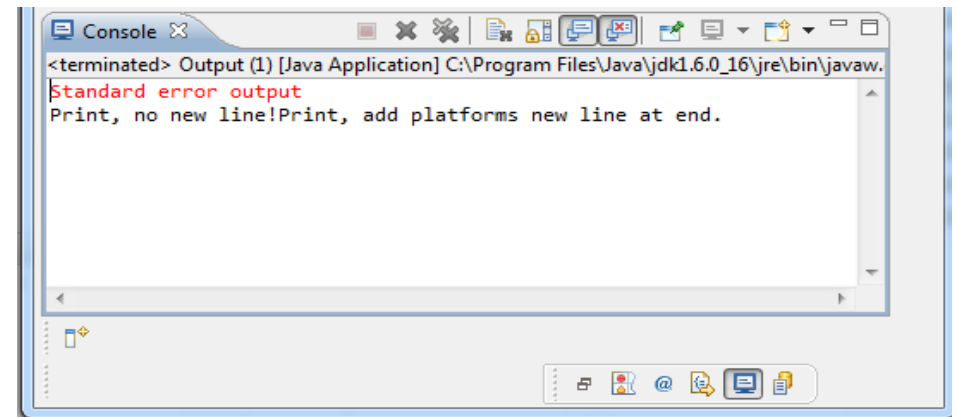 Console
<terminated> Output (1) [Java Application] C:\Program Files\Java\jdk1.6.0_16\jre\bin\javaw.
Standard error output
Print, no new line!Print, add platforms new line at end.
@